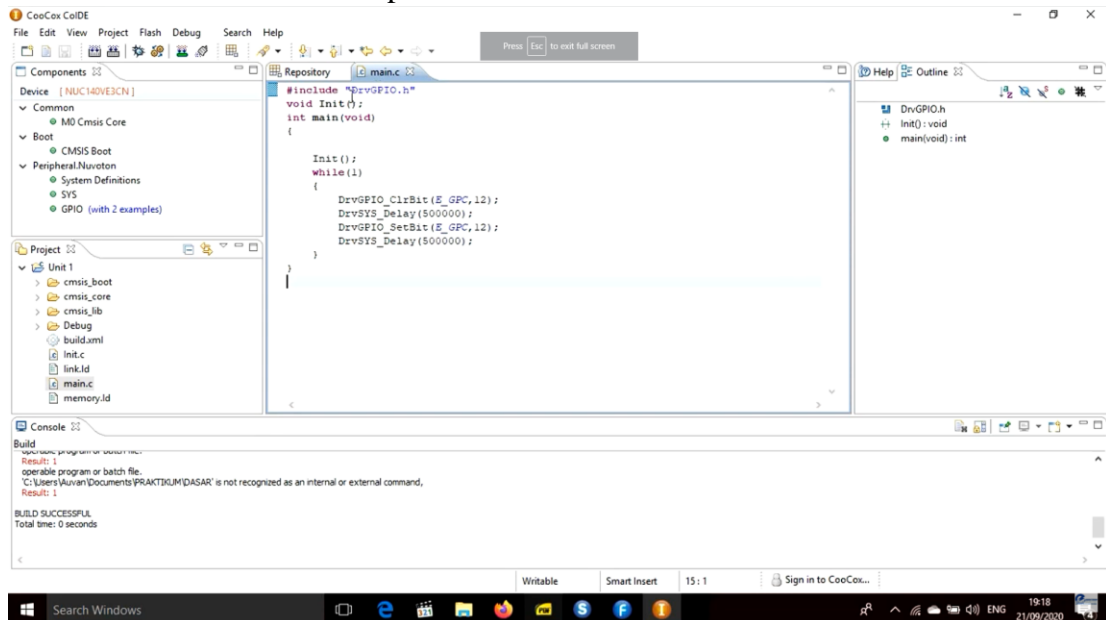 CooCox CoIDE
File Edit View Project Flash Debug Search Help
Press Esc to exit full screen
Components
Device [ NUC140VE3CN ]
Common
M0 Cmsis Core
Boot
CMSIS Boot
Peripheral.Nuvoton
System Definitions
SYS
GPIO (with 2 examples)
Project
Unit 1
cmsis_boot
cmsis_core
cmsis_lib
Debug
build.xml
Init.c
link.ld
main.c
memory.ld
Repository main.c
#include "DrvGPIO.h"
void Init();
int main(void)
{
Init();
while(1)
{
DrvGPIO_ClrBit(E_GPC,12);
DrvSYS_Delay(500000);
DrvGPIO_SetBit(E_GPC,12);
DrvSYS_Delay(500000);
}
}
Help Outline
DrvGPIO.h
Init() : void
main(void) : int
Console
Build
operable program or batch file.
Result: 1
operable program or batch file.
'C:\Users\Auvan\Documents\PRAKTIKUM\DASAR' is not recognized as an internal or external command,
Result: 1
BUILD SUCCESSFUL
Total time: 0 seconds
Writable Smart Insert 15 : 1 Sign in to CooCox...
Search Windows
ENG
19:18
21/09/2020